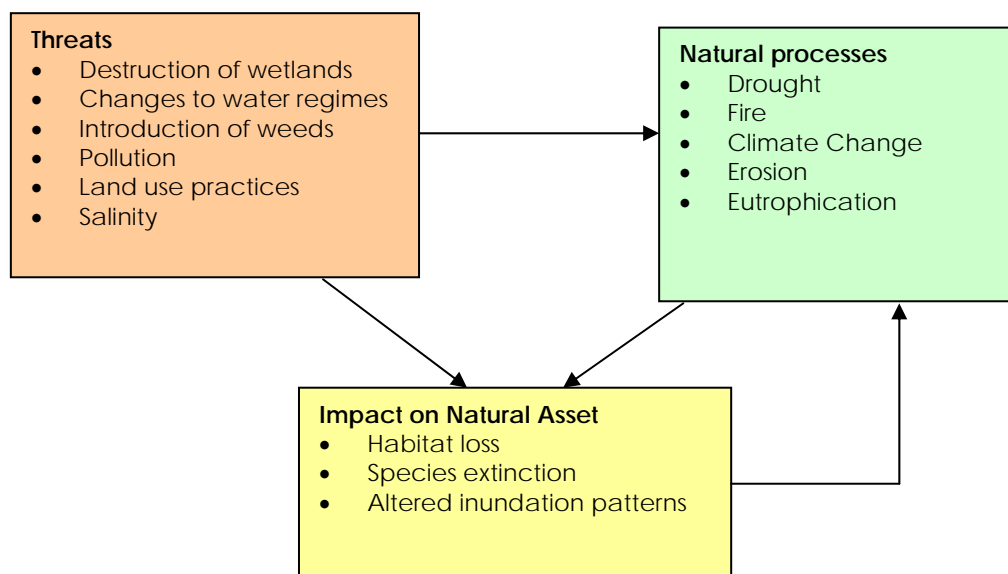 Threats
• Destruction of wetlands
• Changes to water regimes
• Introduction of weeds
• Pollution
• Land use practices
• Salinity
Natural processes
• Drought
• Fire
• Climate Change
• Erosion
• Eutrophication
Impact on Natural Asset
• Habitat loss
• Species extinction
• Altered inundation patterns